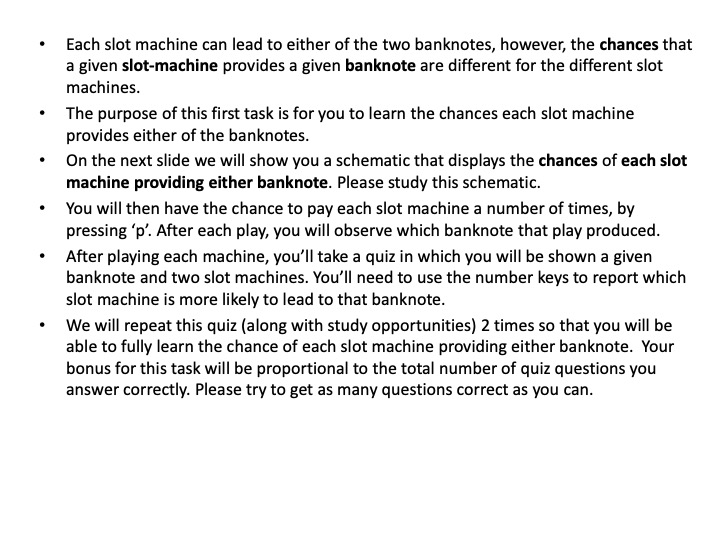 • Each slot machine can lead to either of the two banknotes, however, the chances that
a given slot-machine provides a given banknote are different for the different slot
machines.
• The purpose of this first task is for you to learn the chances each slot machine
provides either of the banknotes.
• On the next slide we will show you a schematic that displays the chances of each slot
machine providing either banknote. Please study this schematic.
• You will then have the chance to pay each slot machine a number of times, by
pressing ‘p’. After each play, you will observe which banknote that play produced.
• After playing each machine, you’ll take a quiz in which you will be shown a given
banknote and two slot machines. You’ll need to use the number keys to report which
slot machine is more likely to lead to that banknote.
• We will repeat this quiz (along with study opportunities) 2 times so that you will be
able to fully learn the chance of each slot machine providing either banknote.  Your
bonus for this task will be proportional to the total number of quiz questions you
answer correctly. Please try to get as many questions correct as you can.